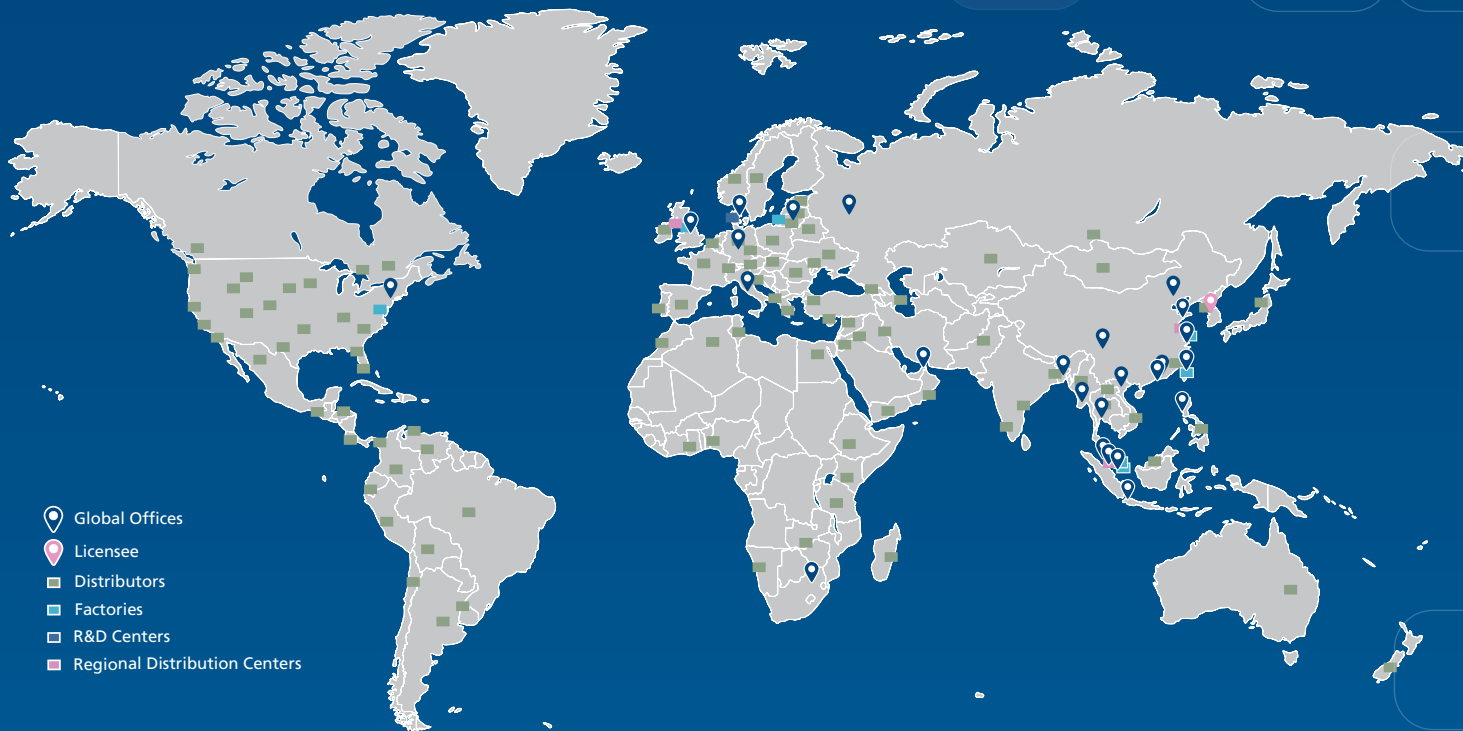 Global Offices
Licensee
Distributors
Factories
R&D Centers
Regional Distribution Centers